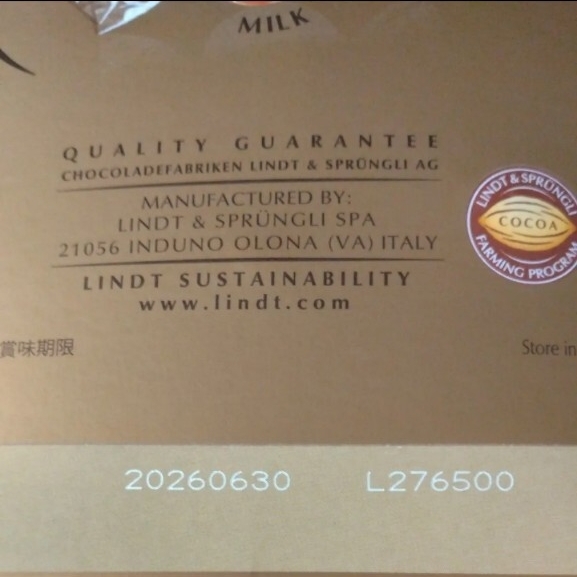 MILK
QUALITY GUARANTEE
CHOCOLADEFABRIKEN LINDT & SPRÜNGLI AG
MANUFACTURED BY:
LINDT & SPRÜNGLI SPA
21056 INDUNO OLONA (VA) ITALY
LINDT SUSTAINABILITY
www.lindt.com
LINDT & SPRÜNGLI
COCOA
FARMING PROGRAM
賞味期限
Store in
20260630 L276500